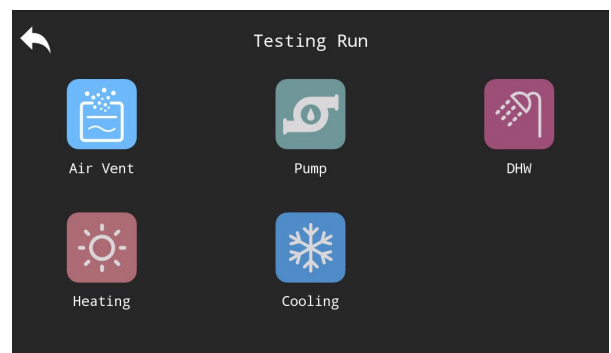 Testing Run
Air Vent
Pump
DHW
Heating
Cooling